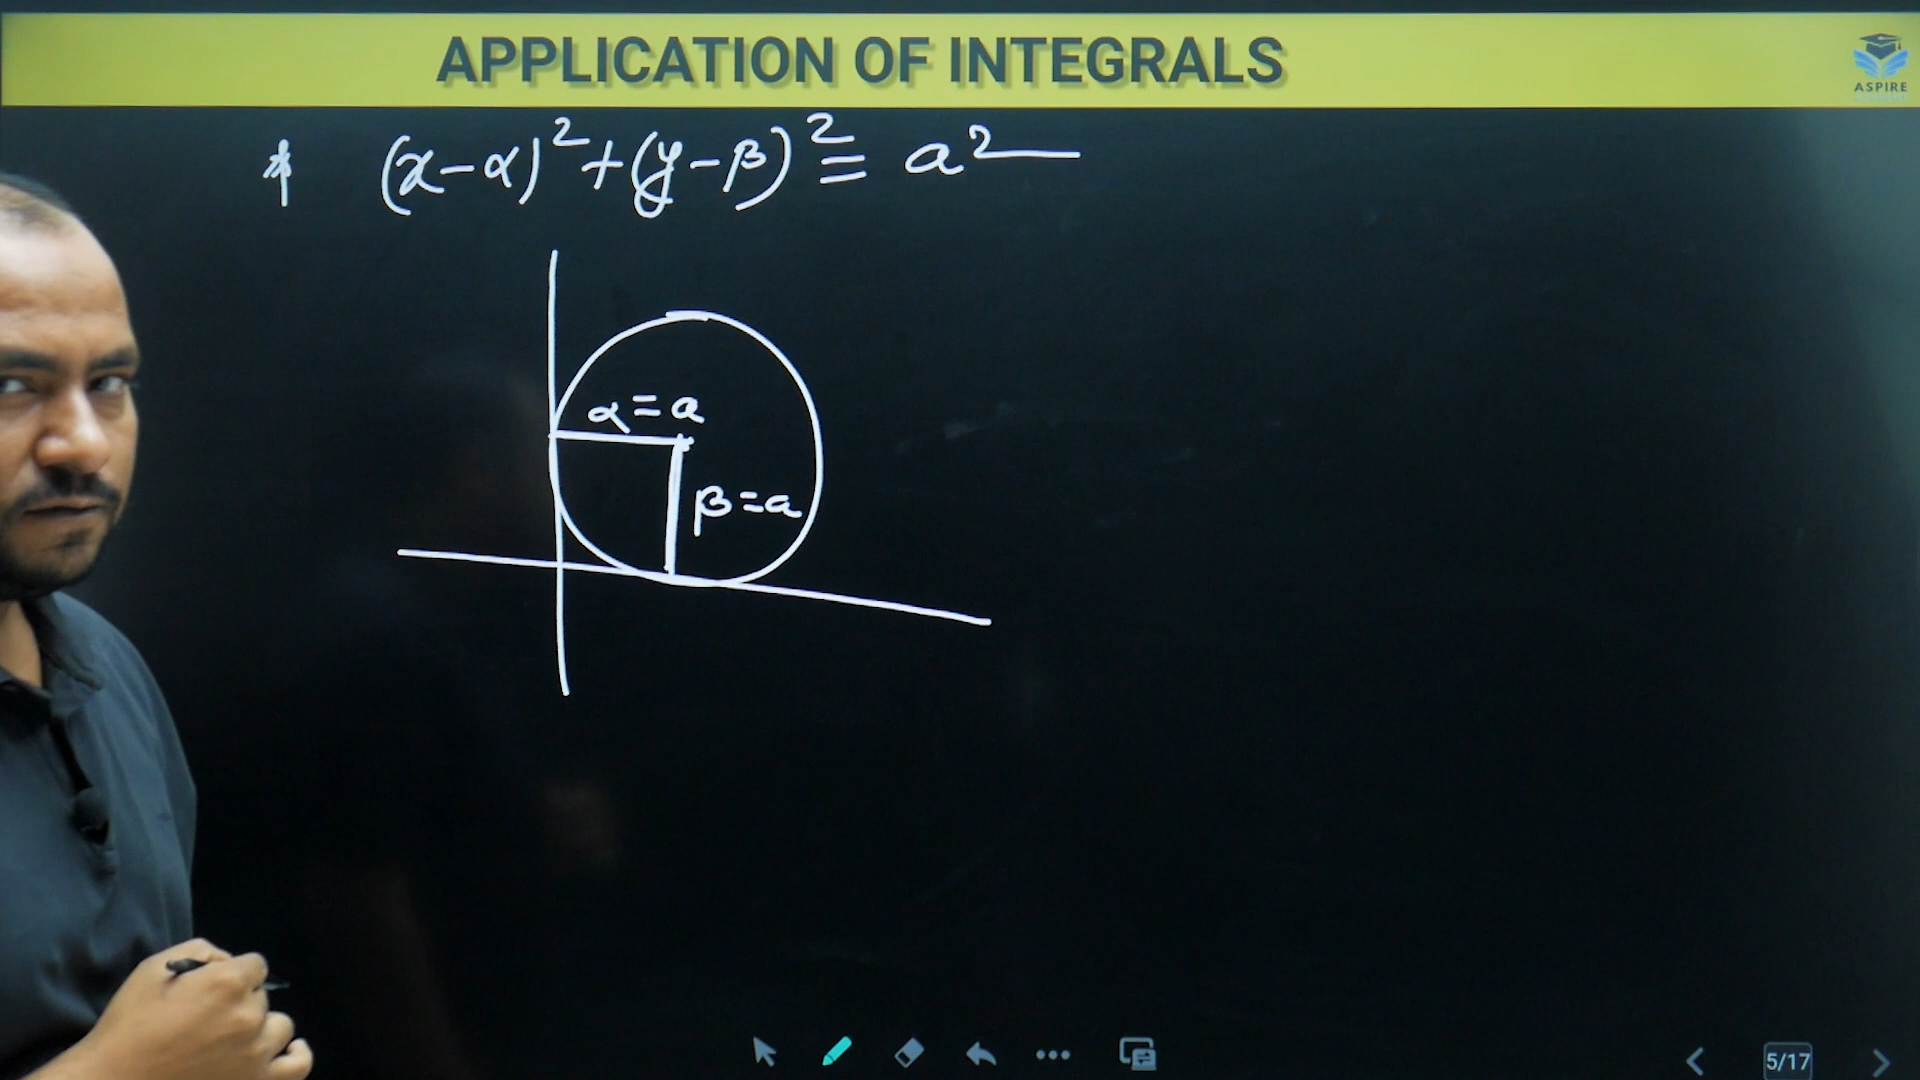 APPLICATION OF INTEGRALS
ASPIRE
* (x-α)²+(y-β)² = a²
α=a
β=a
5/17